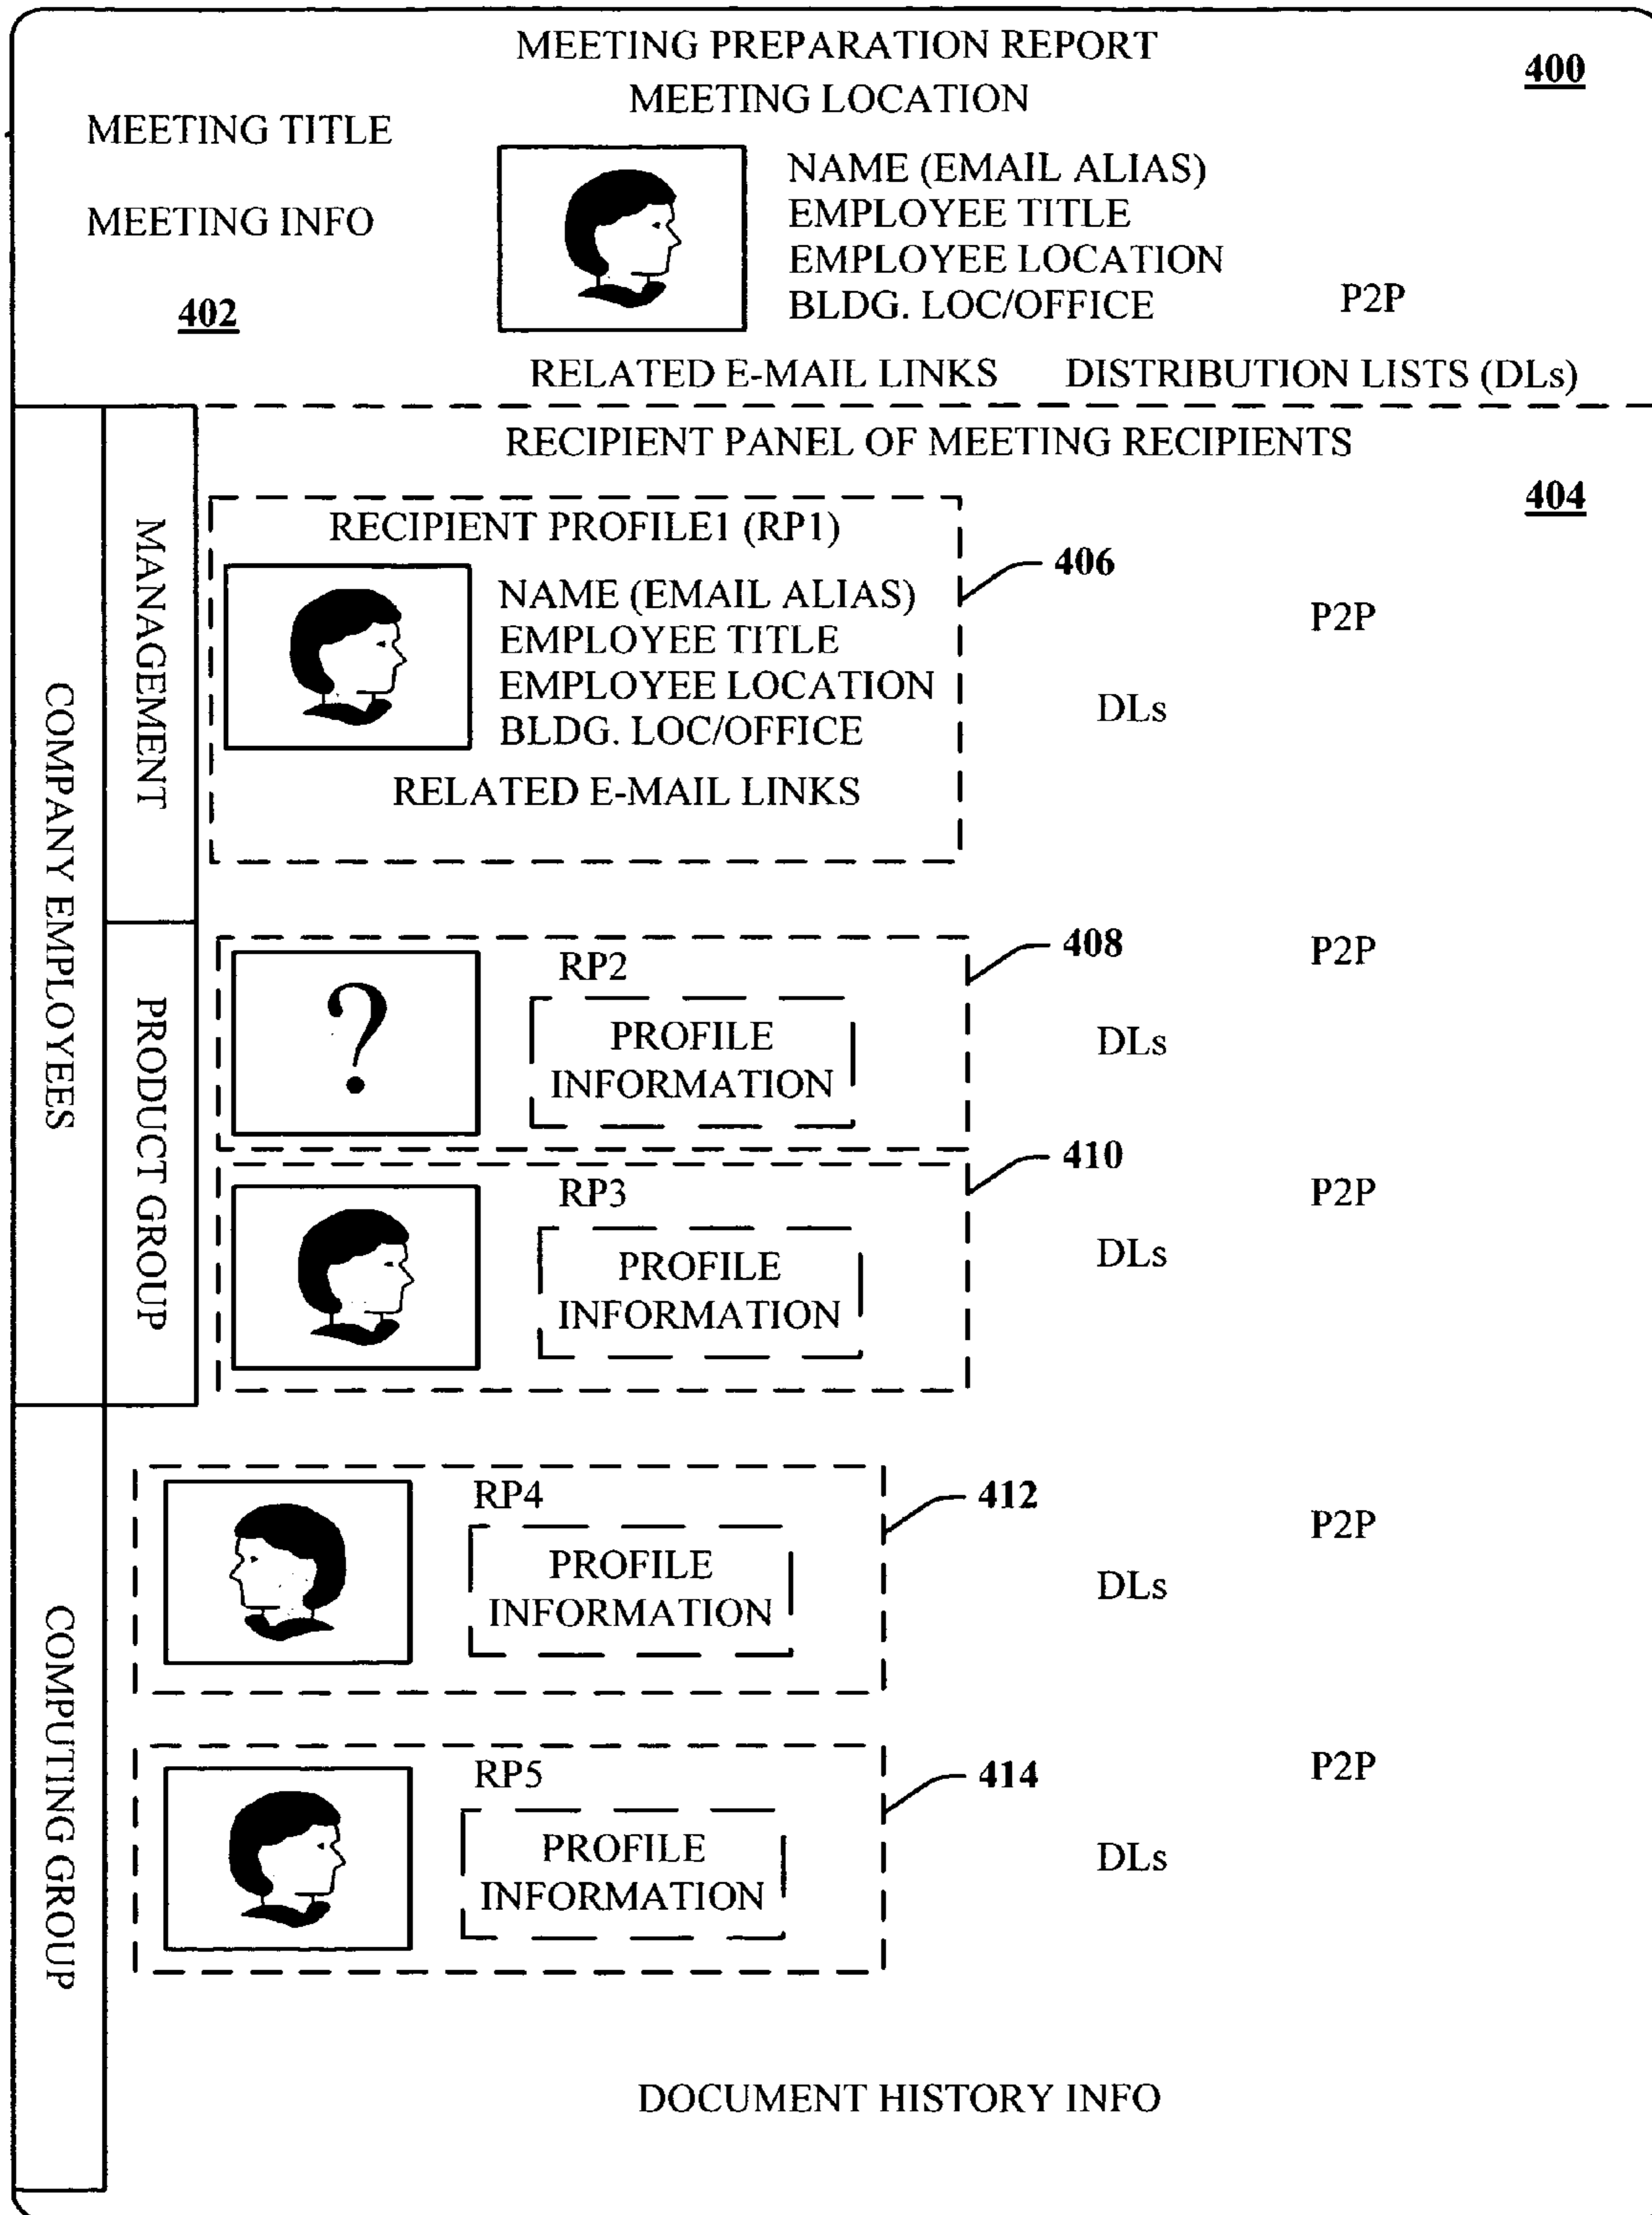 MEETING PREPARATION REPORT
400
MEETING LOCATION
MEETING TITLE
MEETING INFO
402
NAME (EMAIL ALIAS)
EMPLOYEE TITLE
EMPLOYEE LOCATION
BLDG. LOC/OFFICE
P2P
RELATED E-MAIL LINKS
DISTRIBUTION LISTS (DLs)
COMPANY EMPLOYEES
MANAGEMENT
RECIPIENT PANEL OF MEETING RECIPIENTS
404
RECIPIENT PROFILE1 (RP1)
406
NAME (EMAIL ALIAS)
EMPLOYEE TITLE
EMPLOYEE LOCATION
BLDG. LOC/OFFICE
RELATED E-MAIL LINKS
P2P
DLs
PRODUCT GROUP
?
RP2
PROFILE
INFORMATION
408
P2P
DLs
RP3
PROFILE
INFORMATION
410
P2P
DLs
COMPUTING GROUP
RP4
PROFILE
INFORMATION
412
P2P
DLs
RP5
PROFILE
INFORMATION
414
P2P
DLs
DOCUMENT HISTORY INFO